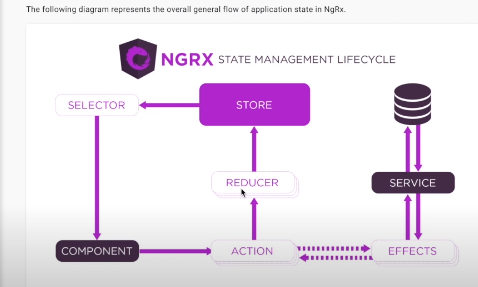 The following diagram represents the overall general flow of application state in NgRx.
NGRX STATE MANAGEMENT LIFECYCLE
SELECTOR
STORE
REDUCER
SERVICE
COMPONENT
ACTION
EFFECTS